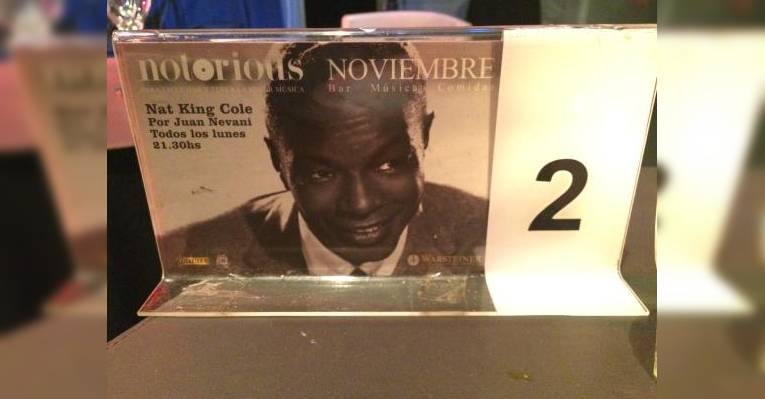 notorious
NOVIEMBRE
Bar Música Comidas
Nat King Cole
Por Juan Nevani
Todos los lunes
21.30hs
WARSTEINER
2